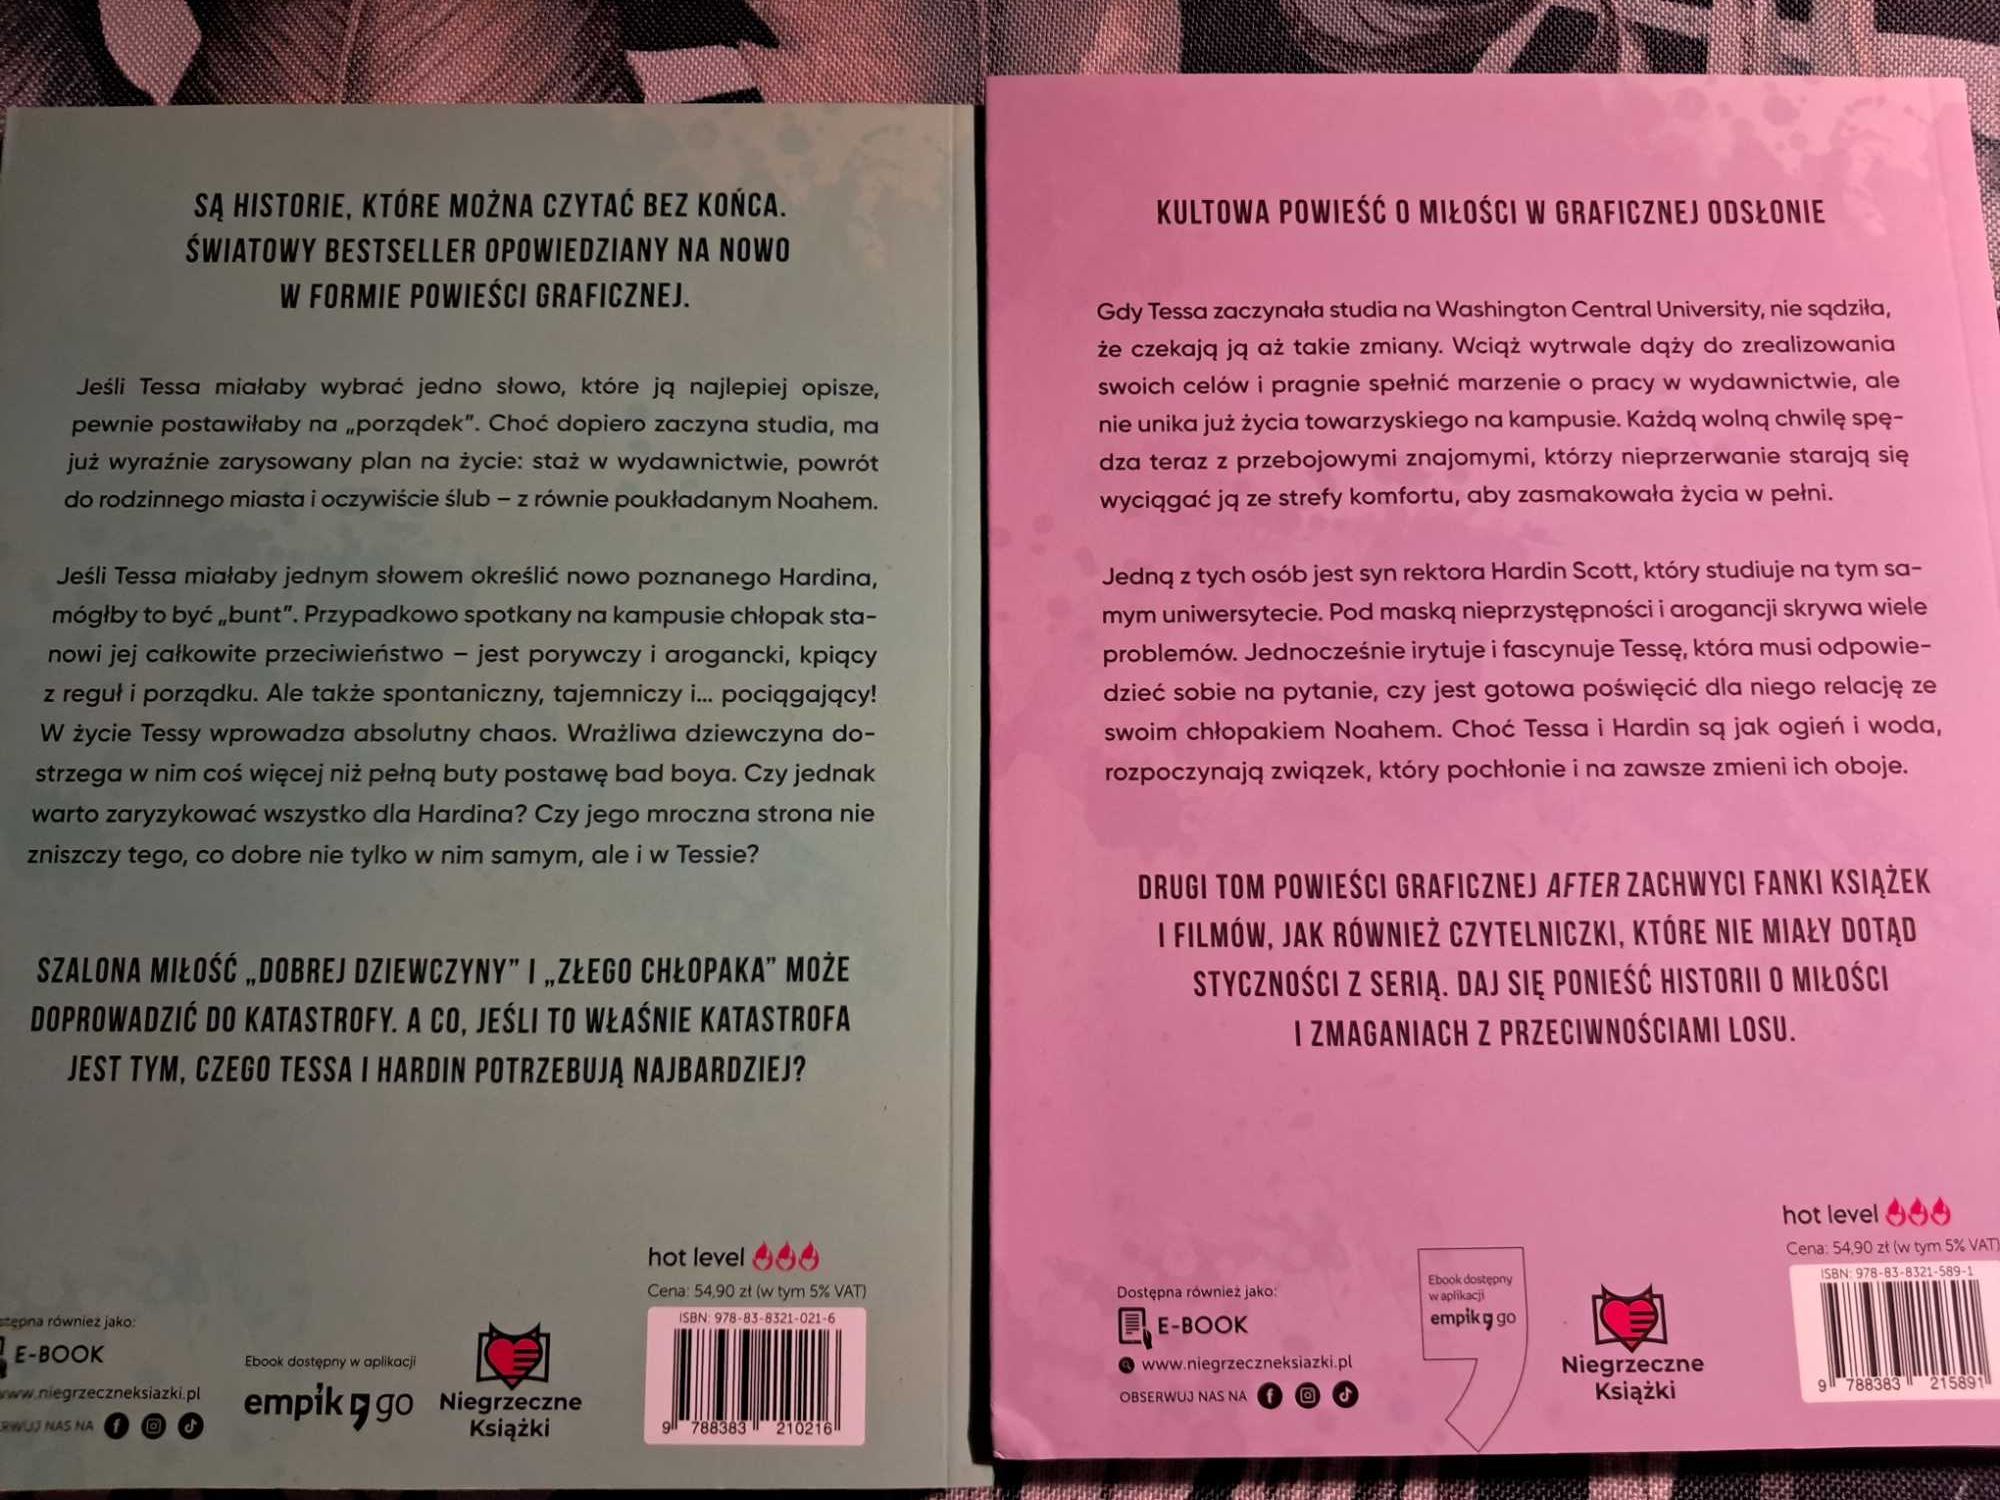 SĄ HISTORIE, KTÓRE MOŻNA CZYTAĆ BEZ KOŃCA.
ŚWIATOWY BESTSELLER OPOWIEDZIANY NA NOWO
W FORMIE POWIEŚCI GRAFICZNEJ.
Jeśli Tessa miałaby wybrać jedno słowo, które ją najlepiej opisze,
pewnie postawiłaby na „porządek”. Choć dopiero zaczyna studia, ma
już wyraźnie zarysowany plan na życie: staż w wydawnictwie, powrót
do rodzinnego miasta i oczywiście ślub – z równie poukładanym Noahem.
Jeśli Tessa miałaby jednym słowem określić nowo poznanego Hardina,
mógłby to być „bunt”. Przypadkowo spotkany na kampusie chłopak sta-
nowi jej całkowite przeciwieństwo – jest porywczy i arogancki, kpiący
z reguł i porządku. Ale także spontaniczny, tajemniczy i... pociągający!
W życie Tessy wprowadza absolutny chaos. Wrażliwa dziewczyna do-
strzega w nim coś więcej niż pełną buty postawę bad boya. Czy jednak
warto zaryzykować wszystko dla Hardina? Czy jego mroczna strona nie
zniszczy tego, co dobre nie tylko w nim samym, ale i w Tessie?
SZALONA MIŁOŚĆ „DOBREJ DZIEWCZYNY” I „ZŁEGO CHŁOPAKA” MOŻE
DOPROWADZIĆ DO KATASTROFY. A CO, JEŚLI TO WŁAŚNIE KATASTROFA
JEST TYM, CZEGO TESSA I HARDIN POTRZEBUJĄ NAJBARDZIEJ?
hot level
Cena: 54,90 zł (w tym 5% VAT)
ISBN: 978-83-8321-021-6
9 788383 210216
stępna również jako:
E-BOOK
www.niegrzeczneksiazki.pl
RWUJ NAS NA
Ebook dostępny w aplikacji
empik go
Niegrzeczne
Książki
KULTOWA POWIEŚĆ O MIŁOŚCI W GRAFICZNEJ ODSŁONIE
Gdy Tessa zaczynała studia na Washington Central University, nie sądziła,
że czekają ją aż takie zmiany. Wciąż wytrwale dąży do zrealizowania
swoich celów i pragnie spełnić marzenie o pracy w wydawnictwie, ale
nie unika już życia towarzyskiego na kampusie. Każdą wolną chwilę spę-
dza teraz z przebojowymi znajomymi, którzy nieprzerwanie starają się
wyciągać ją ze strefy komfortu, aby zasmakowała życia w pełni.
Jedną z tych osób jest syn rektora Hardin Scott, który studiuje na tym sa-
mym uniwersytecie. Pod maską nieprzystępności i arogancji skrywa wiele
problemów. Jednocześnie irytuje i fascynuje Tessę, która musi odpowie-
dzieć sobie na pytanie, czy jest gotowa poświęcić dla niego relację ze
swoim chłopakiem Noahem. Choć Tessa i Hardin są jak ogień i woda,
rozpoczynają związek, który pochłonie i na zawsze zmieni ich oboje.
DRUGI TOM POWIEŚCI GRAFICZNEJ AFTER ZACHWYCI FANKI KSIĄŻEK
I FILMÓW, JAK RÓWNIEŻ CZYTELNICZKI, KTÓRE NIE MIAŁY DOTĄD
STYCZNOŚCI Z SERIĄ. DAJ SIĘ PONIEŚĆ HISTORII O MIŁOŚCI
I ZMAGANIACH Z PRZECIWNOŚCIAMI LOSU.
hot level
Cena: 54,90 zł (w tym 5% VAT)
ISBN: 978-83-8321-589-1
9 788383 215891
Dostępna również jako:
E-BOOK
www.niegrzeczneksiazki.pl
OBSERWUJ NAS NA
Ebook dostępny
w aplikacji
empik go
Niegrzeczne
Książki